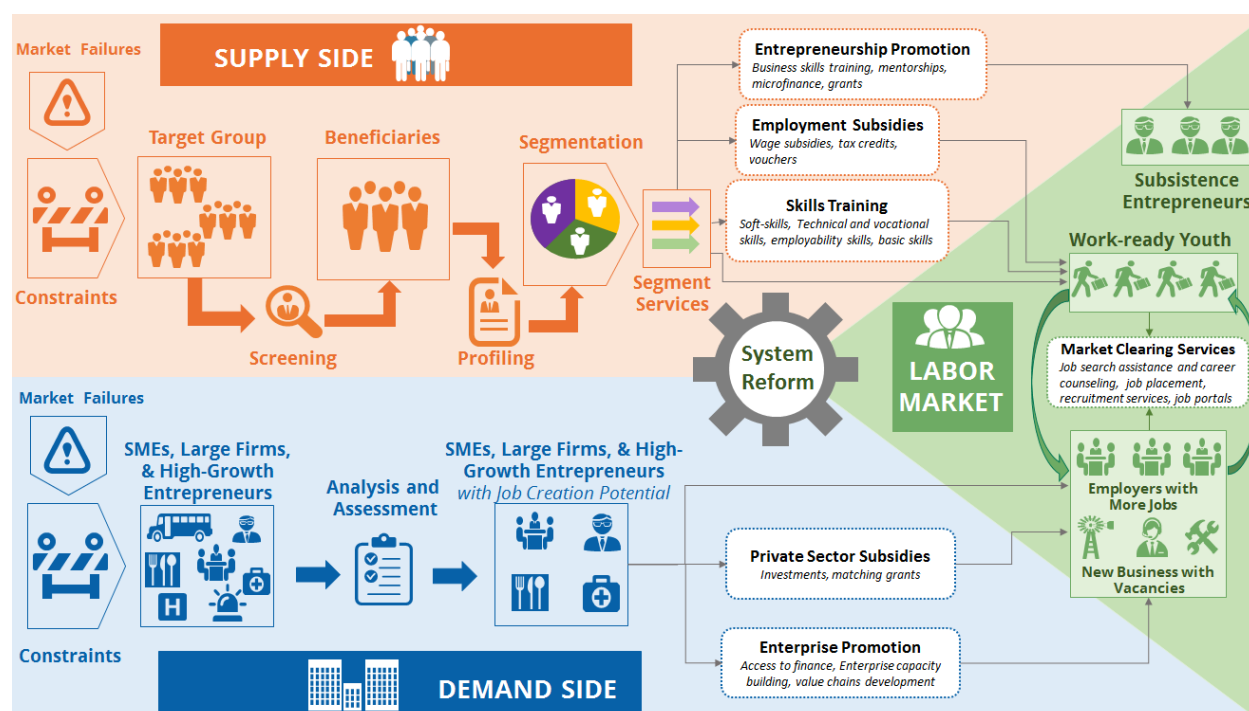 Market Failures
SUPPLY SIDE
Constraints
Target Group
Screening
Beneficiaries
Profiling
Segmentation
Segment
Services
Entrepreneurship Promotion
Business skills training, mentorships,
microfinance, grants
Employment Subsidies
Wage subsidies, tax credits,
vouchers
Skills Training
Soft-skills, Technical and vocational
skills, employability skills, basic skills
Subsistence
Entrepreneurs
Work-ready Youth
System
Reform
LABOR
MARKET
Market Clearing Services
Job search assistance and career
counseling, job placement,
recruitment services, job portals
Market Failures
Constraints
SMEs, Large Firms,
& High-Growth
Entrepreneurs
H
Analysis and
Assessment
SMEs, Large Firms, & High-
Growth Entrepreneurs
with Job Creation Potential
Private Sector Subsidies
Investments, matching grants
Enterprise Promotion
Access to finance, Enterprise capacity
building, value chains development
Employers with
More Jobs
New Business with
Vacancies
DEMAND SIDE